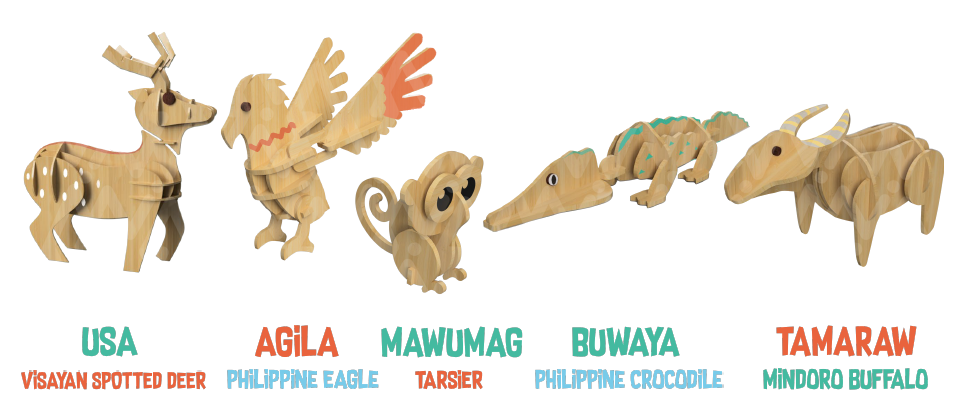 USA
VISAYAN SPOTTED DEER
AGILA
PHILIPPINE EAGLE
MAWUMAG
TARSIER
BUWAYA
PHILIPPINE CROCODILE
TAMARAW
MINDORO BUFFALO